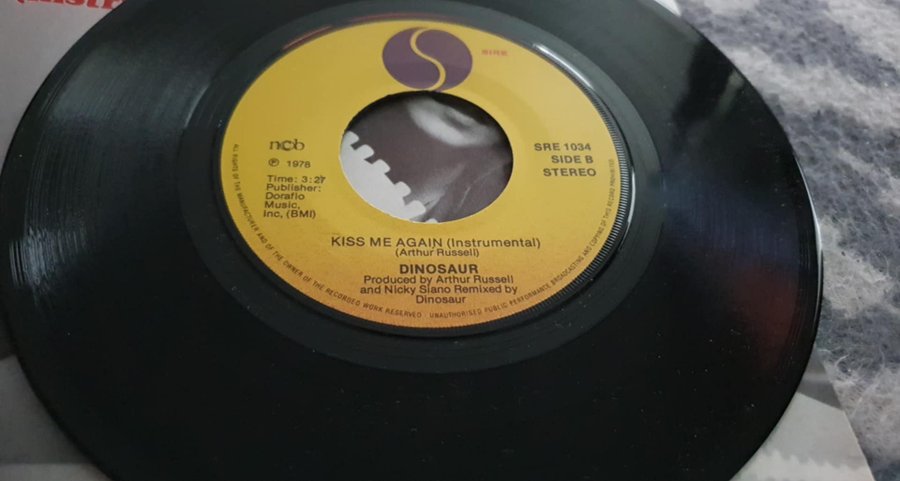 SIRE
ncb
℗ 1978
Time: 3:27
Publisher:
Doraflo
Music,
Inc, (BMI)
SRE 1034
SIDE B
STEREO
KISS ME AGAIN (Instrumental)
(Arthur Russell)
DINOSAUR
Produced by Arthur Russell
and Nicky Siano Remixed by
Dinosaur
ALL RIGHTS OF THE MANUFACTURER AND OF THE OWNER OF THE RECORDED WORK RESERVED · UNAUTHORISED PUBLIC PERFORMANCE, BROADCASTING AND COPYING OF THIS RECORD PROHIBITED